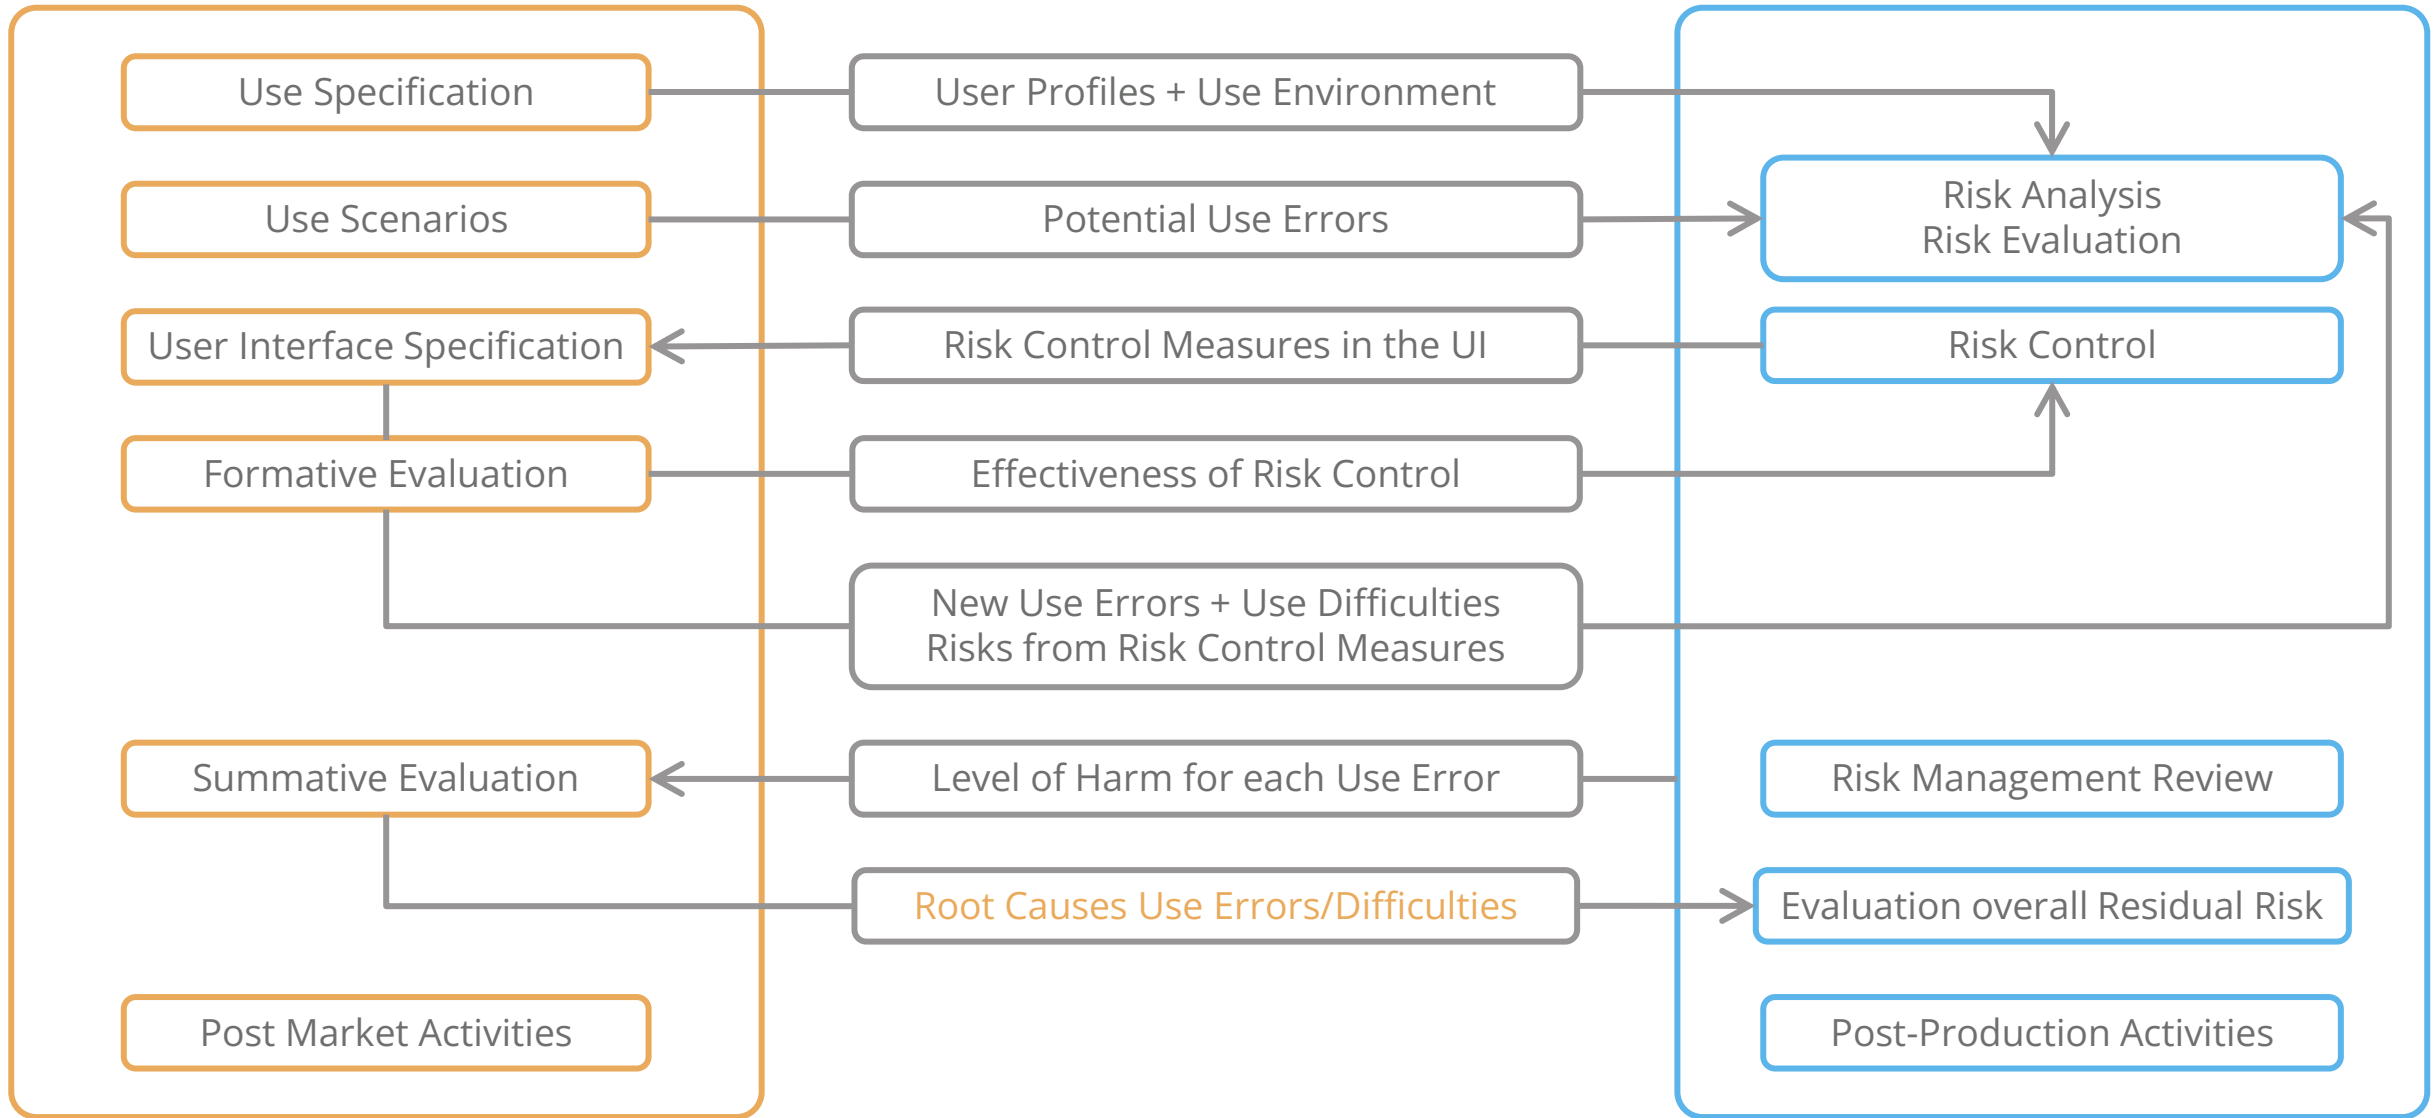 Use Specification
User Profiles + Use Environment
Use Scenarios
Potential Use Errors
Risk Analysis
Risk Evaluation
User Interface Specification
Risk Control Measures in the UI
Risk Control
Formative Evaluation
Effectiveness of Risk Control
New Use Errors + Use Difficulties
Risks from Risk Control Measures
Summative Evaluation
Level of Harm for each Use Error
Risk Management Review
Root Causes Use Errors/Difficulties
Evaluation overall Residual Risk
Post Market Activities
Post-Production Activities